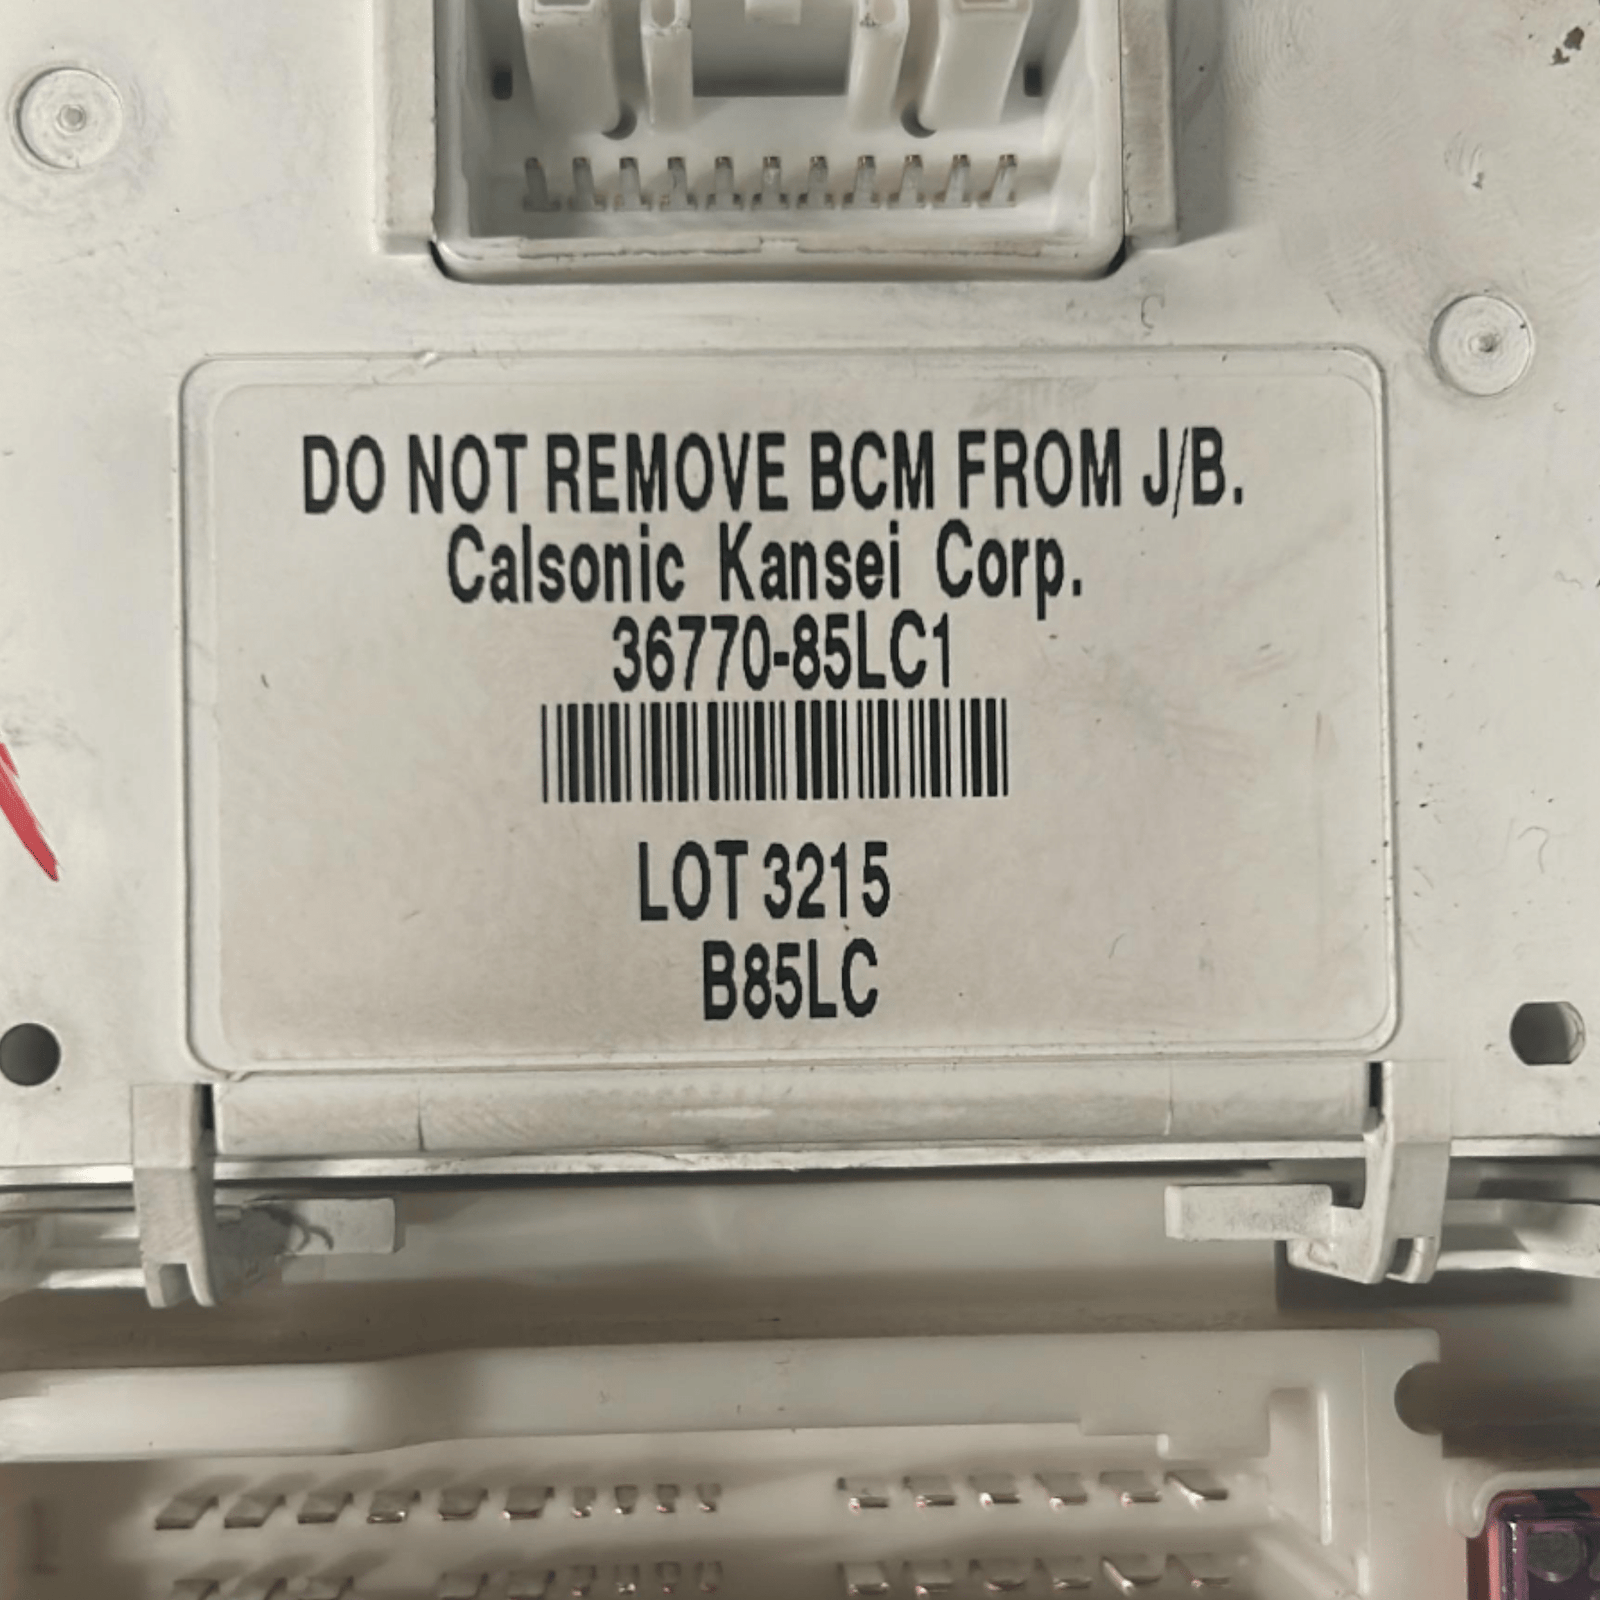 DO NOT REMOVE BCM FROM J/B.
Calsonic Kansei Corp.
36770-85LC1
LOT 3215
B85LC